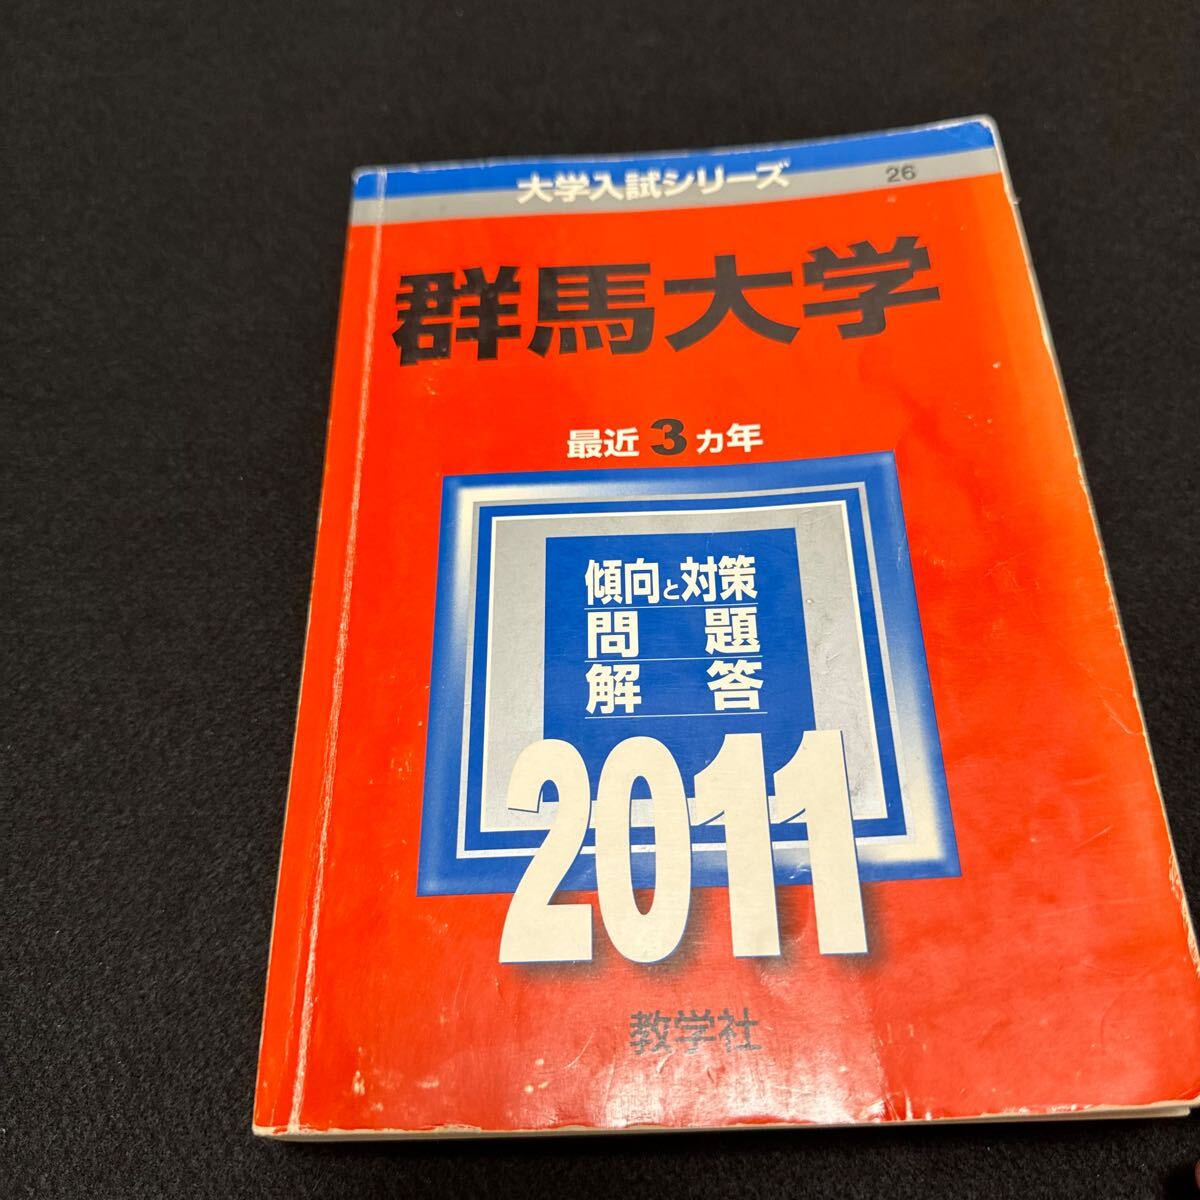 大学入試シリーズ 26
群馬大学
最近3カ年
傾向と対策
問題
解答
2011
教学社